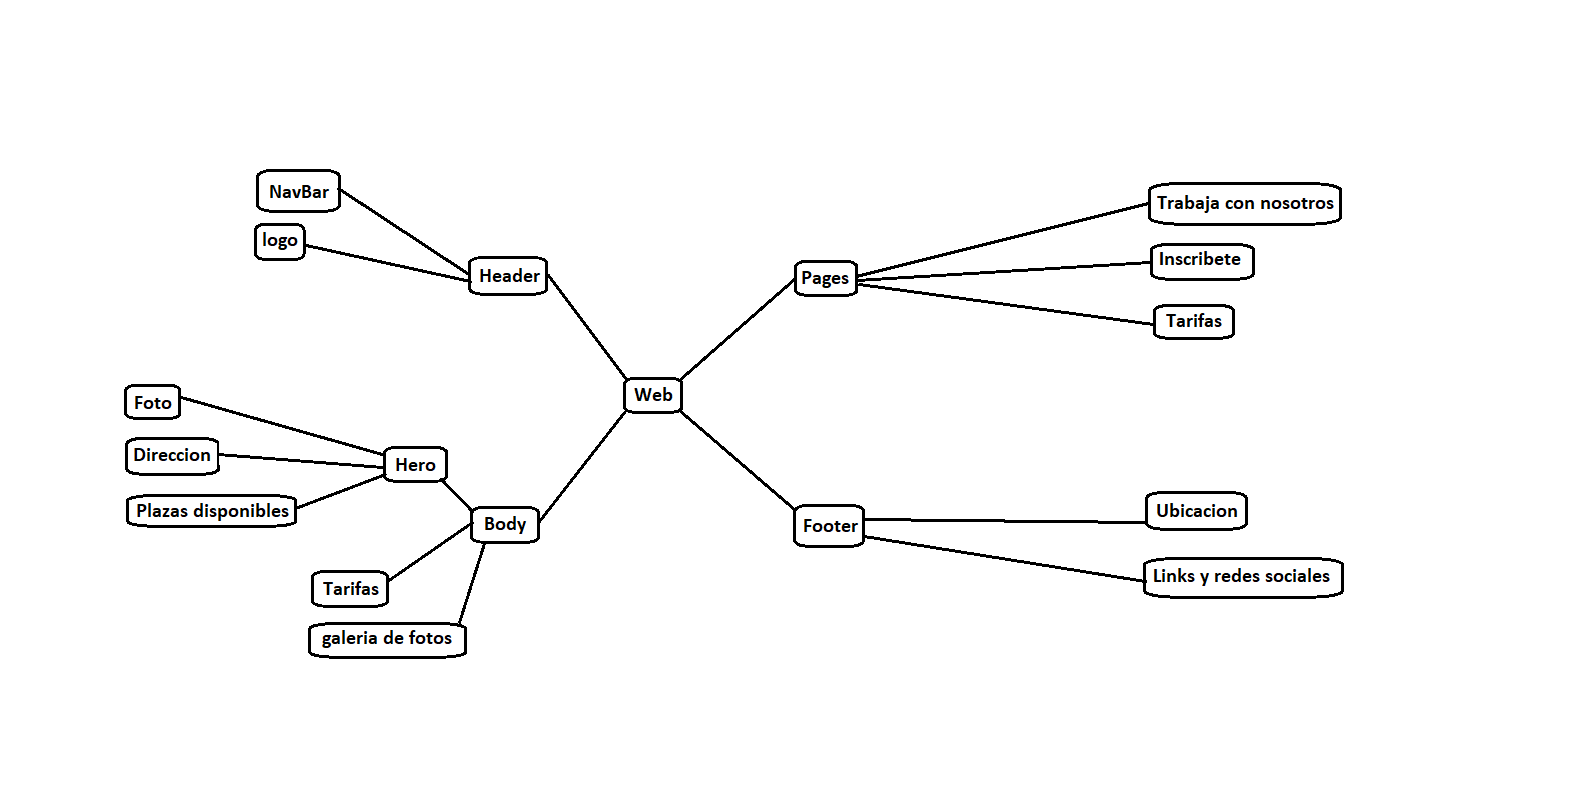 NavBar
logo
Header
Foto
Direccion
Plazas disponibles
Hero
Body
Tarifas
galeria de fotos
Web
Pages
Trabaja con nosotros
Inscribete
Tarifas
Footer
Ubicacion
Links y redes sociales